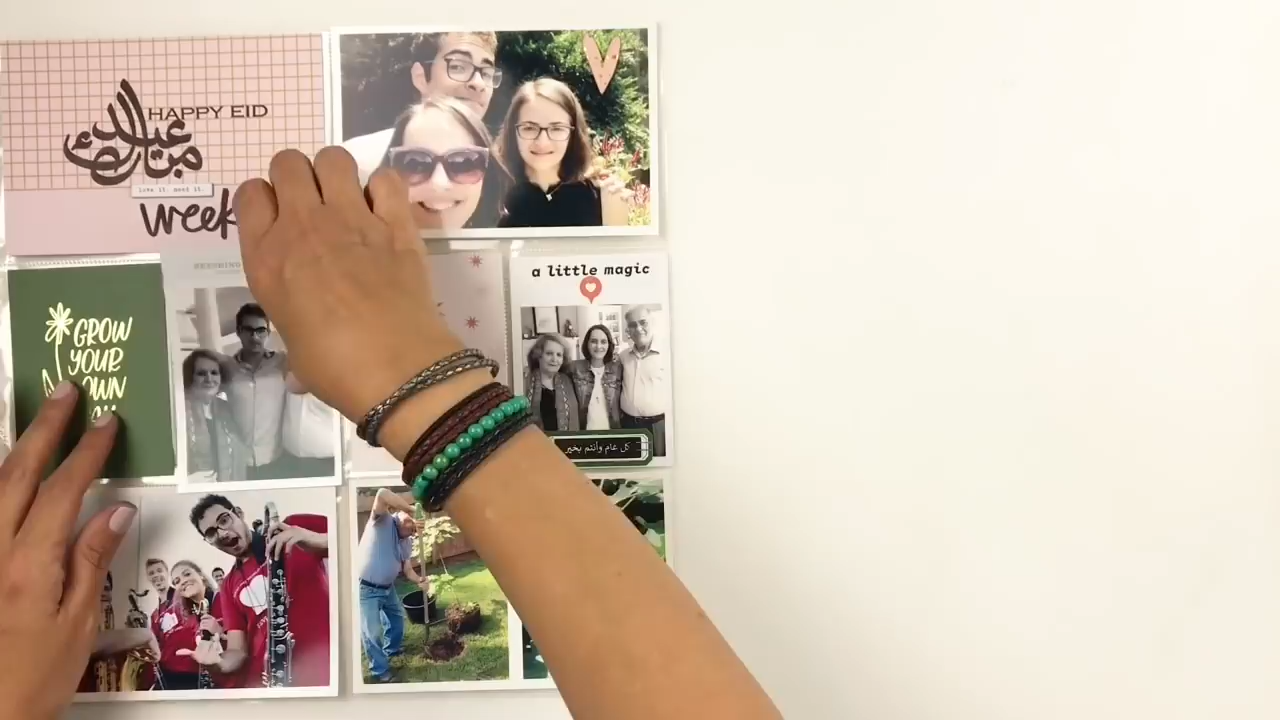 HAPPY EID
عيد مبارك
love it. need it.
week
a little magic
GROW
YOUR
OWN
كل عام وأنتم بخير